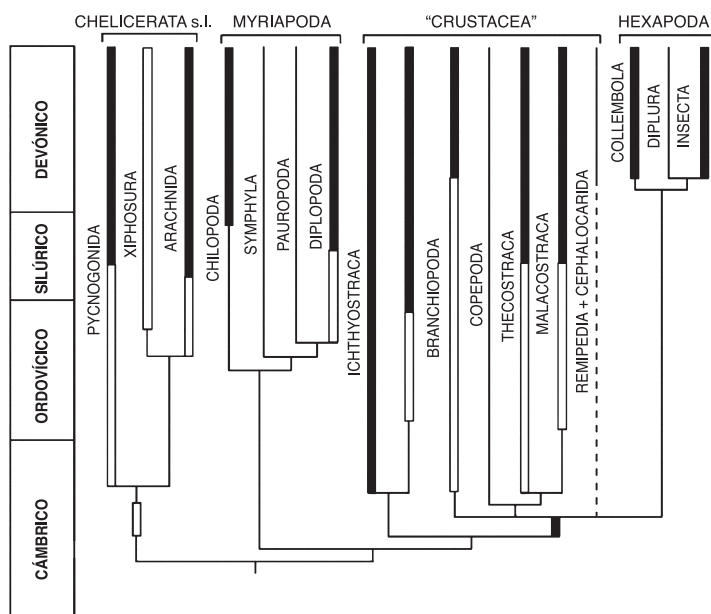 CHELICERATA s.l.
MYRIAPODA
“CRUSTACEA”
HEXAPODA
DEVÓNICO
SILÚRICO
ORDOVÍCICO
CÁMBRICO
PYCNOGONIDA
XIPHOSURA
ARACHNIDA
CHILOPODA
SYMPHYLA
PAUROPODA
DIPLOPODA
ICHTHYOSTRACA
BRANCHIOPODA
COPEPODA
THECOSTRACA
MALACOSTRACA
REMIPEDIA + CEPHALOCARIDA
COLLEMBOLA
DIPLURA
INSECTA